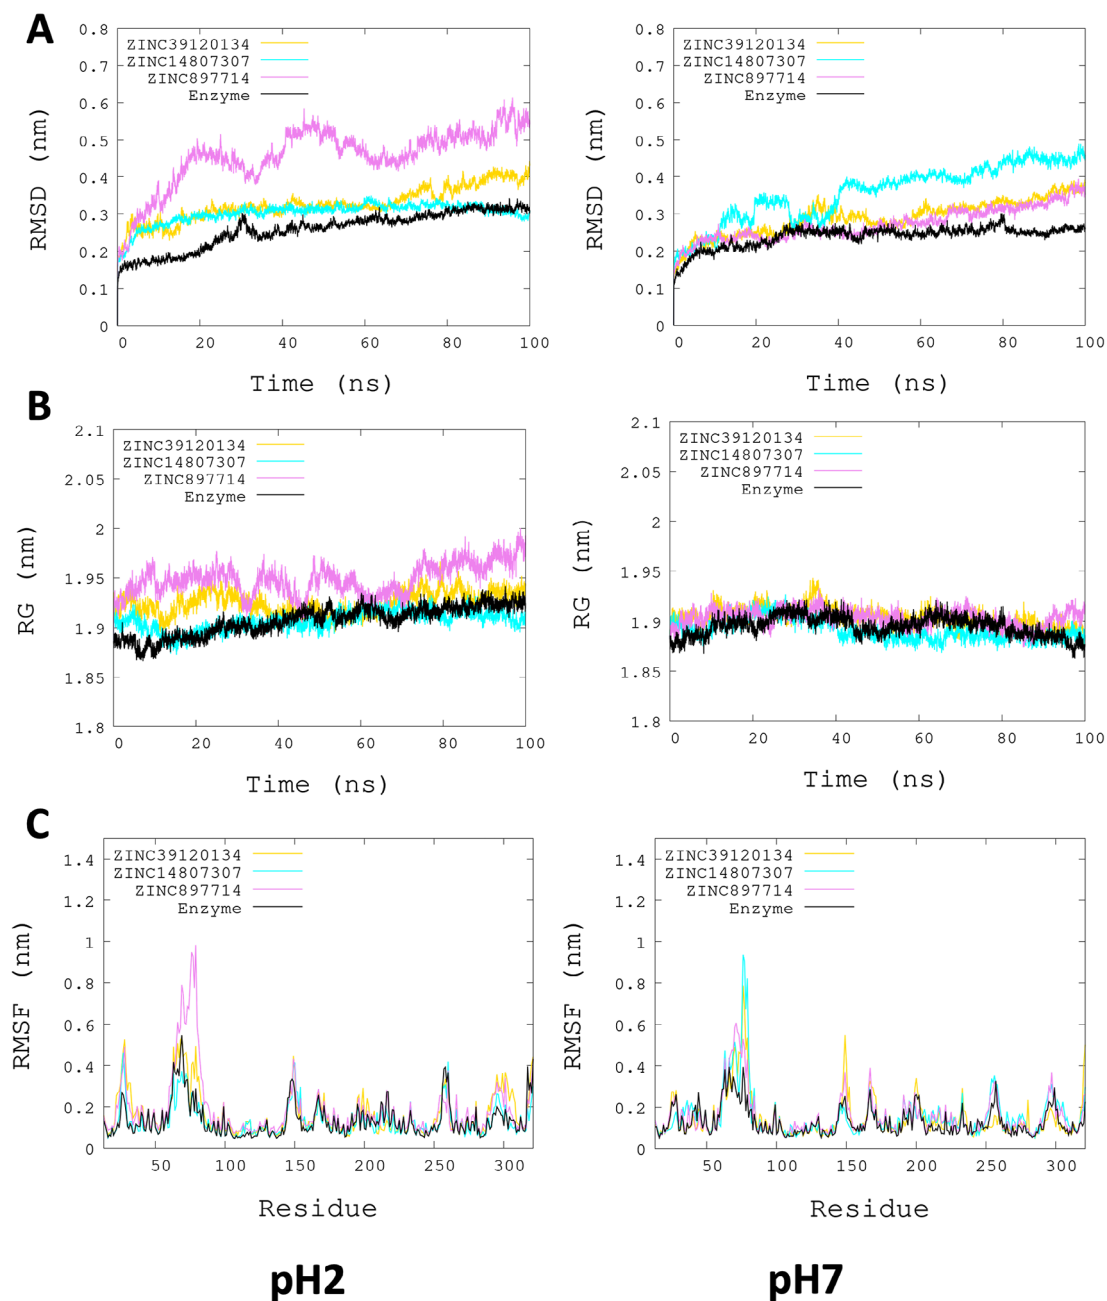 A
0.8
0.7
0.6
0.5
0.4
0.3
0.2
0.1
0
RMSD (nm)
ZINC39120134
ZINC14807307
ZINC897714
Enzyme
0 20 40 60 80 100
Time (ns)
0.8
0.7
0.6
0.5
0.4
0.3
0.2
0.1
0
RMSD (nm)
ZINC39120134
ZINC14807307
ZINC897714
Enzyme
0 20 40 60 80 100
Time (ns)
B
2.1
2.05
2
1.95
1.9
1.85
1.8
RG (nm)
ZINC39120134
ZINC14807307
ZINC897714
Enzyme
0 20 40 60 80 100
Time (ns)
2.1
2.05
2
1.95
1.9
1.85
1.8
RG (nm)
ZINC39120134
ZINC14807307
ZINC897714
Enzyme
0 20 40 60 80 100
Time (ns)
C
1.4
1.2
1
0.8
0.6
0.4
0.2
0
RMSF (nm)
ZINC39120134
ZINC14807307
ZINC897714
Enzyme
50 100 150 200 250 300
Residue
1.4
1.2
1
0.8
0.6
0.4
0.2
0
RMSF (nm)
ZINC39120134
ZINC14807307
ZINC897714
Enzyme
50 100 150 200 250 300
Residue
pH2
pH7